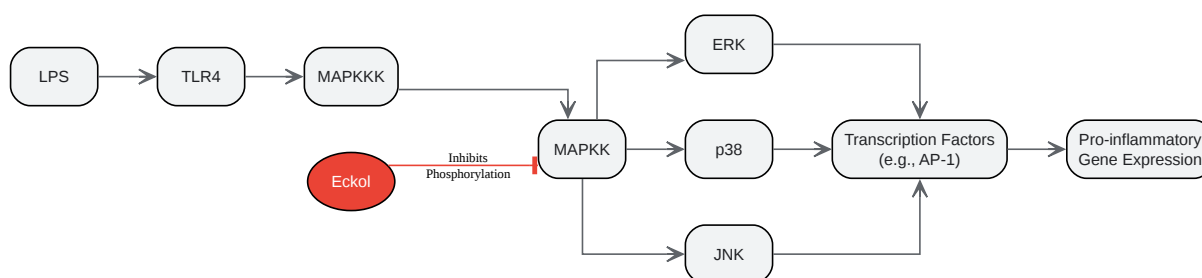 LPS
TLR4
MAPKKK
Eckol
Inhibits
Phosphorylation
MAPKK
ERK
p38
JNK
Transcription Factors
(e.g., AP-1)
Pro-inflammatory
Gene Expression